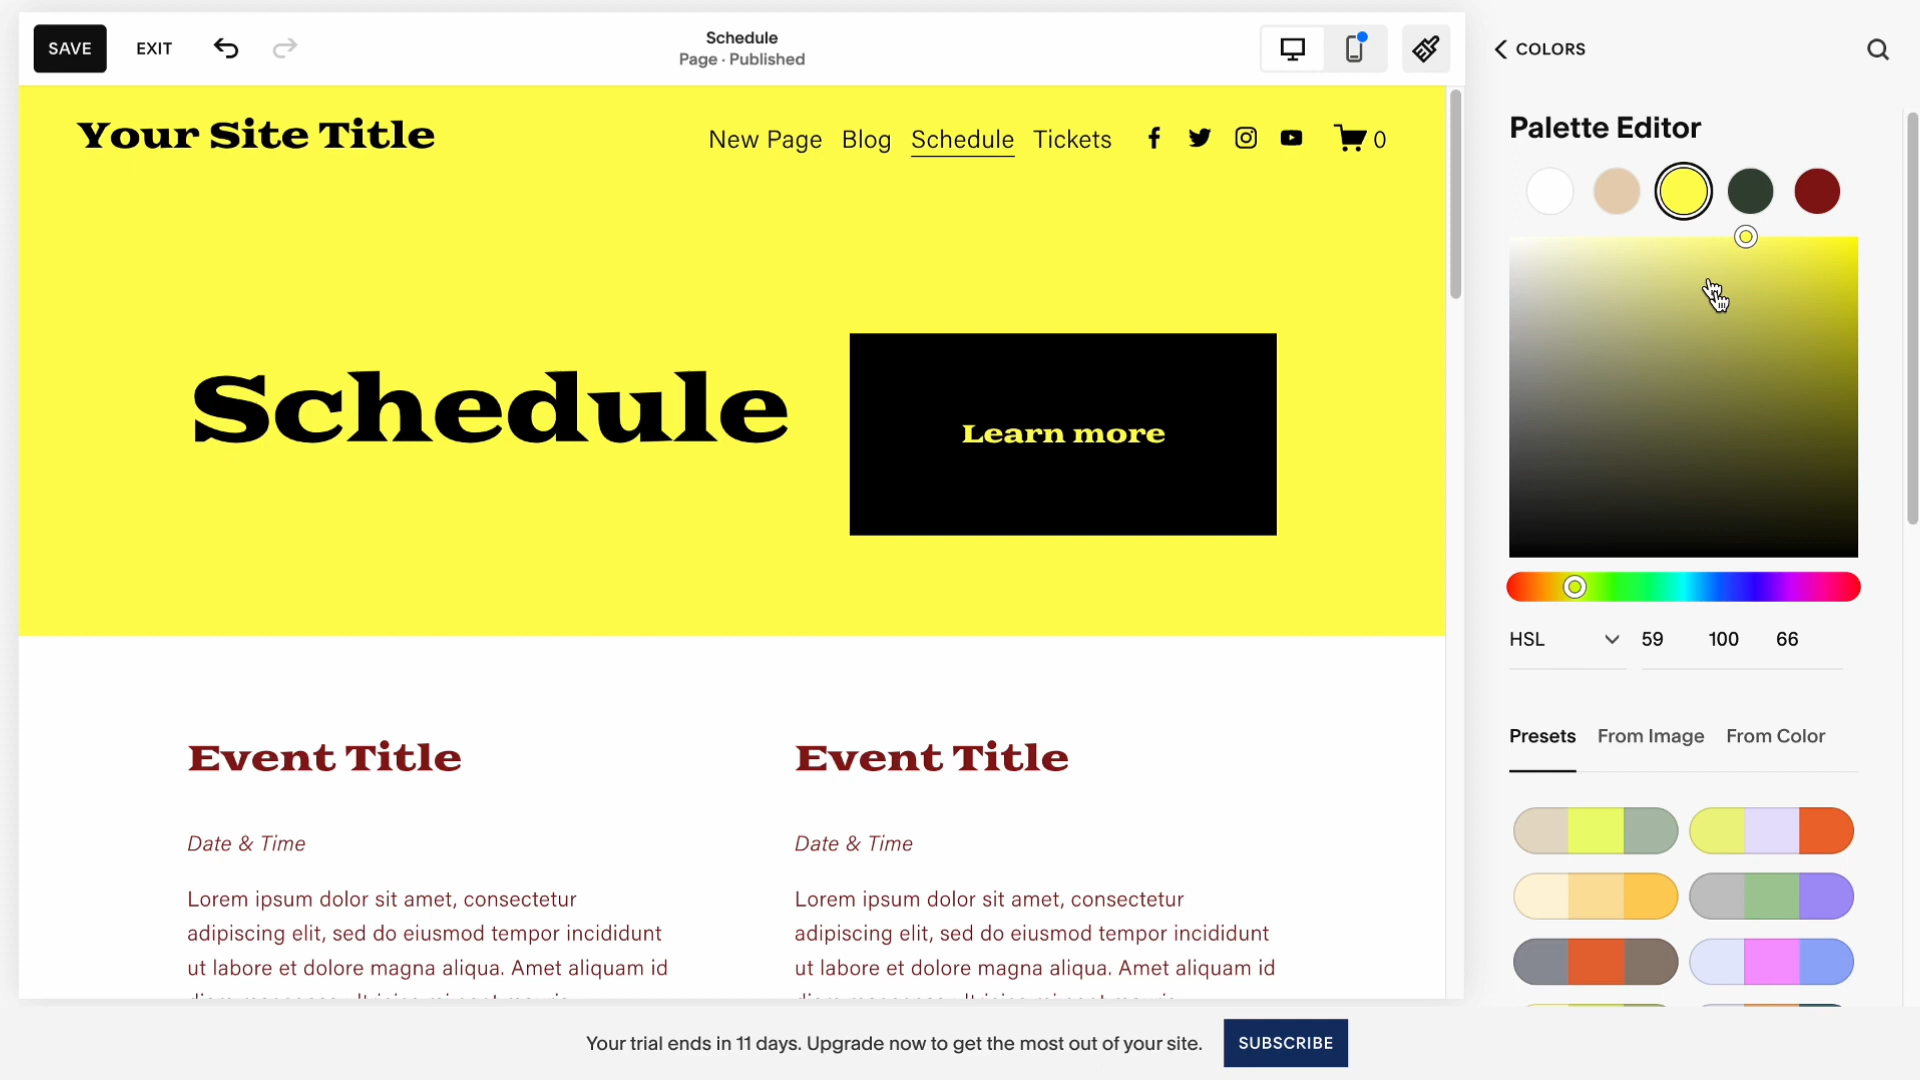 SAVE
EXIT
Schedule
Page · Published
COLORS
Your Site Title
New Page Blog Schedule Tickets 0
Palette Editor
Schedule
Learn more
HSL 59 100 66
Presets From Image From Color
Event Title
Date & Time
Lorem ipsum dolor sit amet, consectetur
adipiscing elit, sed do eiusmod tempor incididunt
ut labore et dolore magna aliqua. Amet aliquam id
Event Title
Date & Time
Lorem ipsum dolor sit amet, consectetur
adipiscing elit, sed do eiusmod tempor incididunt
ut labore et dolore magna aliqua. Amet aliquam id
Your trial ends in 11 days. Upgrade now to get the most out of your site.
SUBSCRIBE